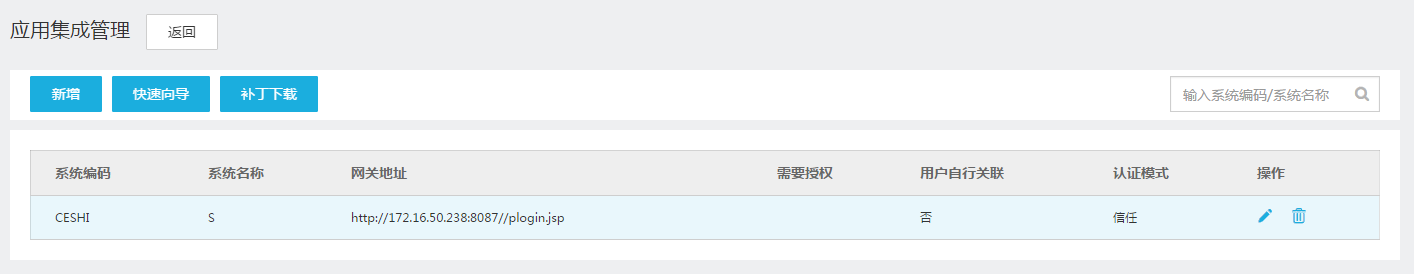 应用集成管理 返回
新增 快速向导 补丁下载 输入系统编码/系统名称
系统编码 系统名称 网关地址 需要授权 用户自行关联 认证模式 操作
CESHI S http://172.16.50.238:8087//plogin.jsp 否 信任